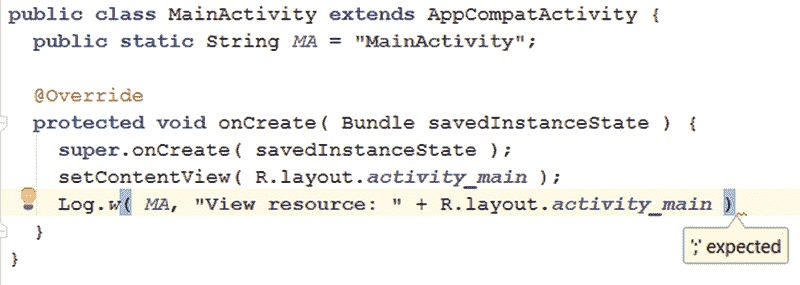 public class MainActivity extends AppCompatActivity {
public static String MA = "MainActivity";
@Override
protected void onCreate( Bundle savedInstanceState ) {
super.onCreate( savedInstanceState );
setContentView( R.layout.activity_main );
Log.w( MA, "View resource: " + R.layout.activity_main )
';' expected
}
}